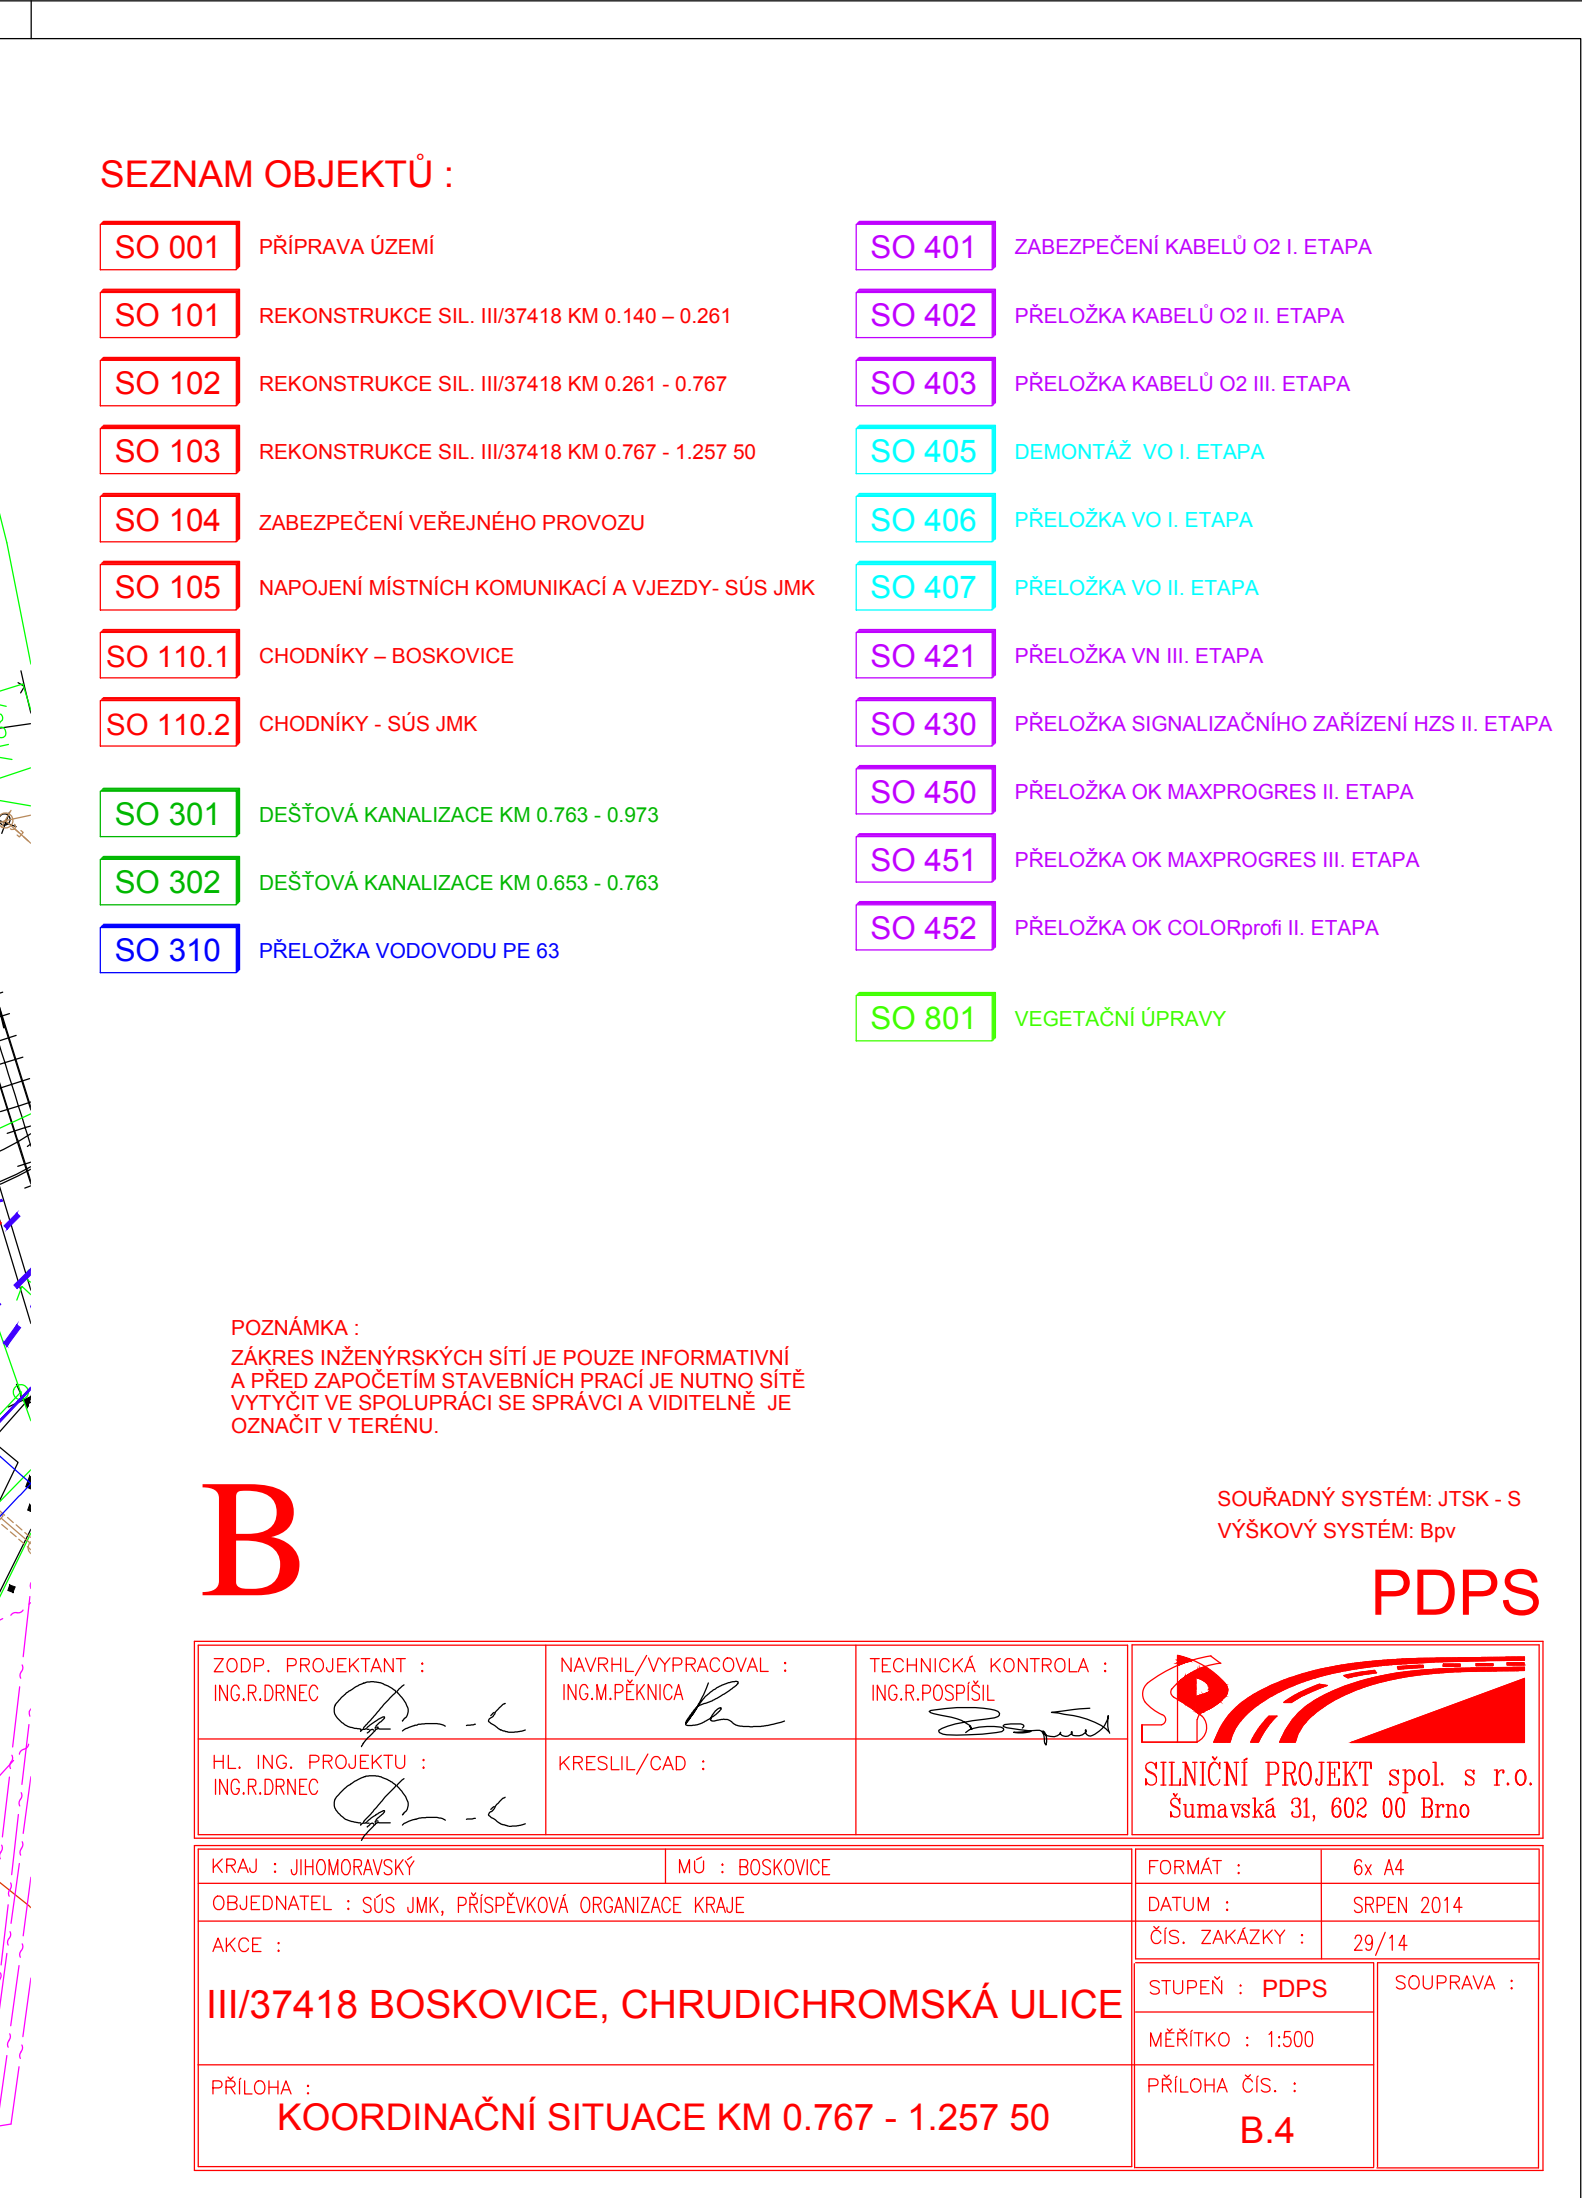 SEZNAM OBJEKTŮ :
SO 001 PŘÍPRAVA ÚZEMÍ
SO 101 REKONSTRUKCE SIL. III/37418 KM 0.140 – 0.261
SO 102 REKONSTRUKCE SIL. III/37418 KM 0.261 - 0.767
SO 103 REKONSTRUKCE SIL. III/37418 KM 0.767 - 1.257 50
SO 104 ZABEZPEČENÍ VEŘEJNÉHO PROVOZU
SO 105 NAPOJENÍ MÍSTNÍCH KOMUNIKACÍ A VJEZDY- SÚS JMK
SO 110.1 CHODNÍKY – BOSKOVICE
SO 110.2 CHODNÍKY - SÚS JMK
SO 301 DEŠŤOVÁ KANALIZACE KM 0.763 - 0.973
SO 302 DEŠŤOVÁ KANALIZACE KM 0.653 - 0.763
SO 310 PŘELOŽKA VODOVODU PE 63
SO 401 ZABEZPEČENÍ KABELŮ O2 I. ETAPA
SO 402 PŘELOŽKA KABELŮ O2 II. ETAPA
SO 403 PŘELOŽKA KABELŮ O2 III. ETAPA
SO 405 DEMONTÁŽ VO I. ETAPA
SO 406 PŘELOŽKA VO I. ETAPA
SO 407 PŘELOŽKA VO II. ETAPA
SO 421 PŘELOŽKA VN III. ETAPA
SO 430 PŘELOŽKA SIGNALIZAČNÍHO ZAŘÍZENÍ HZS II. ETAPA
SO 450 PŘELOŽKA OK MAXPROGRES II. ETAPA
SO 451 PŘELOŽKA OK MAXPROGRES III. ETAPA
SO 452 PŘELOŽKA OK COLORprofi II. ETAPA
SO 801 VEGETAČNÍ ÚPRAVY
POZNÁMKA :
ZÁKRES INŽENÝRSKÝCH SÍTÍ JE POUZE INFORMATIVNÍ
A PŘED ZAPOČETÍM STAVEBNÍCH PRACÍ JE NUTNO SÍTĚ
VYTYČIT VE SPOLUPRÁCI SE SPRÁVCI A VIDITELNĚ JE
OZNAČIT V TERÉNU.
B
SOUŘADNÝ SYSTÉM: JTSK - S
VÝŠKOVÝ SYSTÉM: Bpv
PDPS
ZODP. PROJEKTANT :
ING.R.DRNEC
NAVRHL/VYPRACOVAL :
ING.M.PĚKNICA
TECHNICKÁ KONTROLA :
ING.R.POSPÍŠIL
HL. ING. PROJEKTU :
ING.R.DRNEC
KRESLIL/CAD :
SILNIČNÍ PROJEKT spol. s r.o.
Šumavská 31, 602 00 Brno
KRAJ : JIHOMORAVSKÝ
MÚ : BOSKOVICE
OBJEDNATEL : SÚS JMK, PŘÍSPĚVKOVÁ ORGANIZACE KRAJE
AKCE :
III/37418 BOSKOVICE, CHRUDICHROMSKÁ ULICE
PŘÍLOHA :
KOORDINAČNÍ SITUACE KM 0.767 - 1.257 50
FORMÁT : 6x A4
DATUM : SRPEN 2014
ČÍS. ZAKÁZKY : 29/14
STUPEŇ : PDPS
SOUPRAVA :
MĚŘÍTKO : 1:500
PŘÍLOHA ČÍS. :
B.4